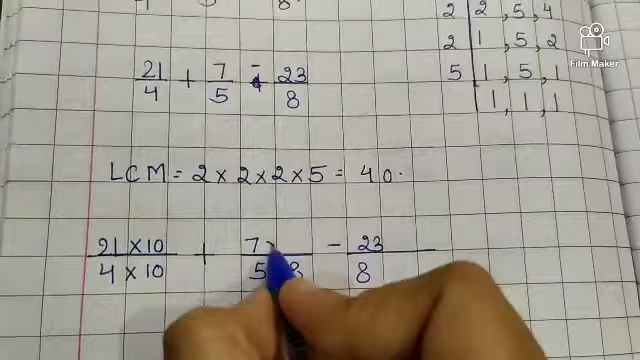 2 | 2, 5, 4
2 | 1, 5, 2
5 | 1, 5, 1
1, 1, 1
21/4 + 7/5 - 23/8
LCM = 2 × 2 × 2 × 5 = 40.
21 × 10 / 4 × 10 + 7 × / 5 8 - 23 / 8
Film Maker